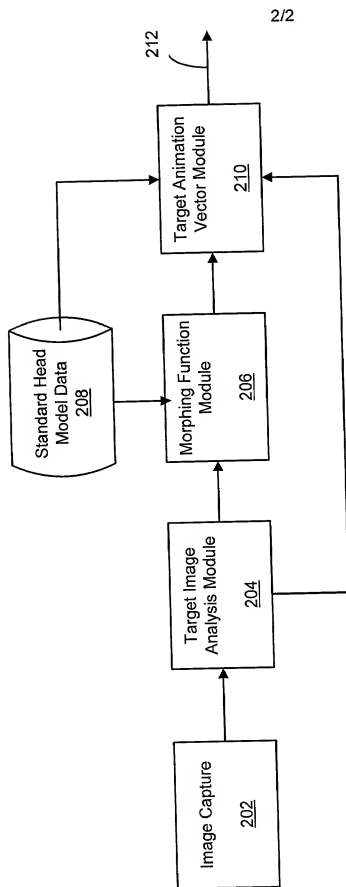 2/2
Standard Head
Model Data
208
Image Capture
202
Target Image
Analysis Module
204
Morphing Function
Module
206
Target Animation
Vector Module
210
212